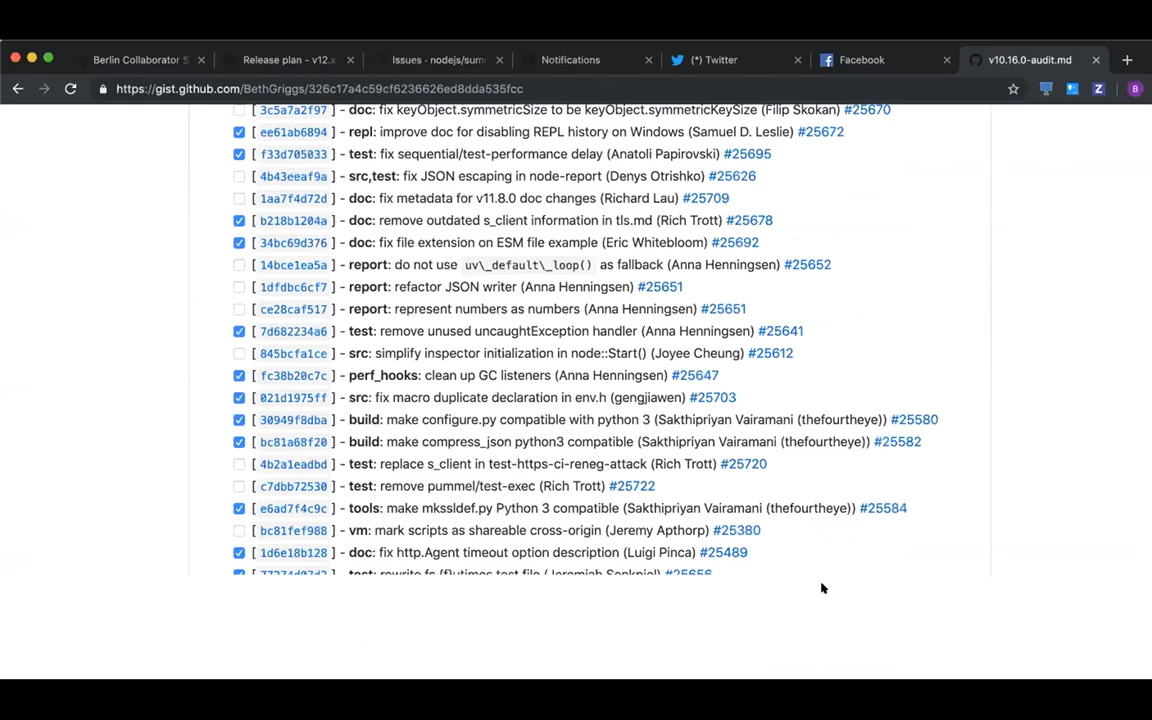 Berlin Collaborator S
Release plan - v12.x
Issues - nodejs/sum
Notifications
(*) Twitter
Facebook
v10.16.0-audit.md
https://gist.github.com/BethGriggs/326c17a4c59cf6236626ed8dda535fcc
B
[ 3c5a7a2f97 ] - doc: fix keyObject.symmetricSize to be keyObject.symmetricKeySize (Filip Skokan) #25670
[ ee61ab6894 ] - repl: improve doc for disabling REPL history on Windows (Samuel D. Leslie) #25672
[ f33d705033 ] - test: fix sequential/test-performance delay (Anatoli Papirovski) #25695
[ 4b43eeaf9a ] - src,test: fix JSON escaping in node-report (Denys Otrishko) #25626
[ 1aa7f4d72d ] - doc: fix metadata for v11.8.0 doc changes (Richard Lau) #25709
[ b218b1204a ] - doc: remove outdated s_client information in tls.md (Rich Trott) #25678
[ 34bc69d376 ] - doc: fix file extension on ESM file example (Eric Whitebloom) #25692
[ 14bce1ea5a ] - report: do not use uv\_default\_loop() as fallback (Anna Henningsen) #25652
[ 1dfdbc6cf7 ] - report: refactor JSON writer (Anna Henningsen) #25651
[ ce28caf517 ] - report: represent numbers as numbers (Anna Henningsen) #25651
[ 7d682234a6 ] - test: remove unused uncaughtException handler (Anna Henningsen) #25641
[ 845bcfa1ce ] - src: simplify inspector initialization in node::Start() (Joyee Cheung) #25612
[ fc38b20c7c ] - perf_hooks: clean up GC listeners (Anna Henningsen) #25647
[ 021d1975ff ] - src: fix macro duplicate declaration in env.h (gengjiawen) #25703
[ 30949f8dba ] - build: make configure.py compatible with python 3 (Sakthipriyan Vairamani (thefourtheye)) #25580
[ bc81a68f20 ] - build: make compress_json python3 compatible (Sakthipriyan Vairamani (thefourtheye)) #25582
[ 4b2a1eadbd ] - test: replace s_client in test-https-ci-reneg-attack (Rich Trott) #25720
[ c7dbb72530 ] - test: remove pummel/test-exec (Rich Trott) #25722
[ e6ad7f4c9c ] - tools: make mkssldef.py Python 3 compatible (Sakthipriyan Vairamani (thefourtheye)) #25584
[ bc81fef988 ] - vm: mark scripts as shareable cross-origin (Jeremy Apthorp) #25380
[ 1d6e18b128 ] - doc: fix http.Agent timeout option description (Luigi Pinca) #25489
[ 77274d07d2 ] - test: rewrite fs {f}utimes test file (Jeremiah Senkpiel) #25656